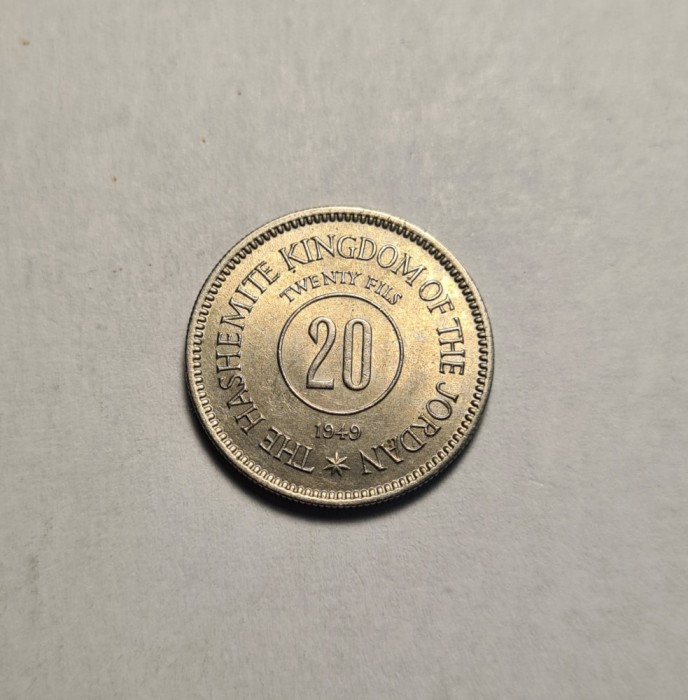 THE HASHEMITE KINGDOM OF THE JORDAN
TWENTY FILS
20
1949